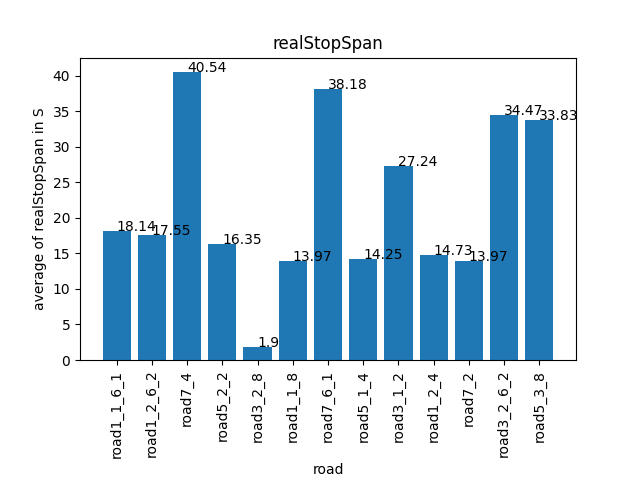 realStopSpan
average of realStopSpan in S
40
35
30
25
20
15
10
5
0
18.14
17.55
40.54
16.35
1.9
13.97
38.18
14.25
27.24
14.73
13.97
34.47
33.83
road1_1_6_1
road1_2_6_2
road7_4
road5_2_2
road3_2_8
road1_1_8
road7_6_1
road5_1_4
road3_1_2
road1_2_4
road7_2
road3_2_6_2
road5_3_8
road